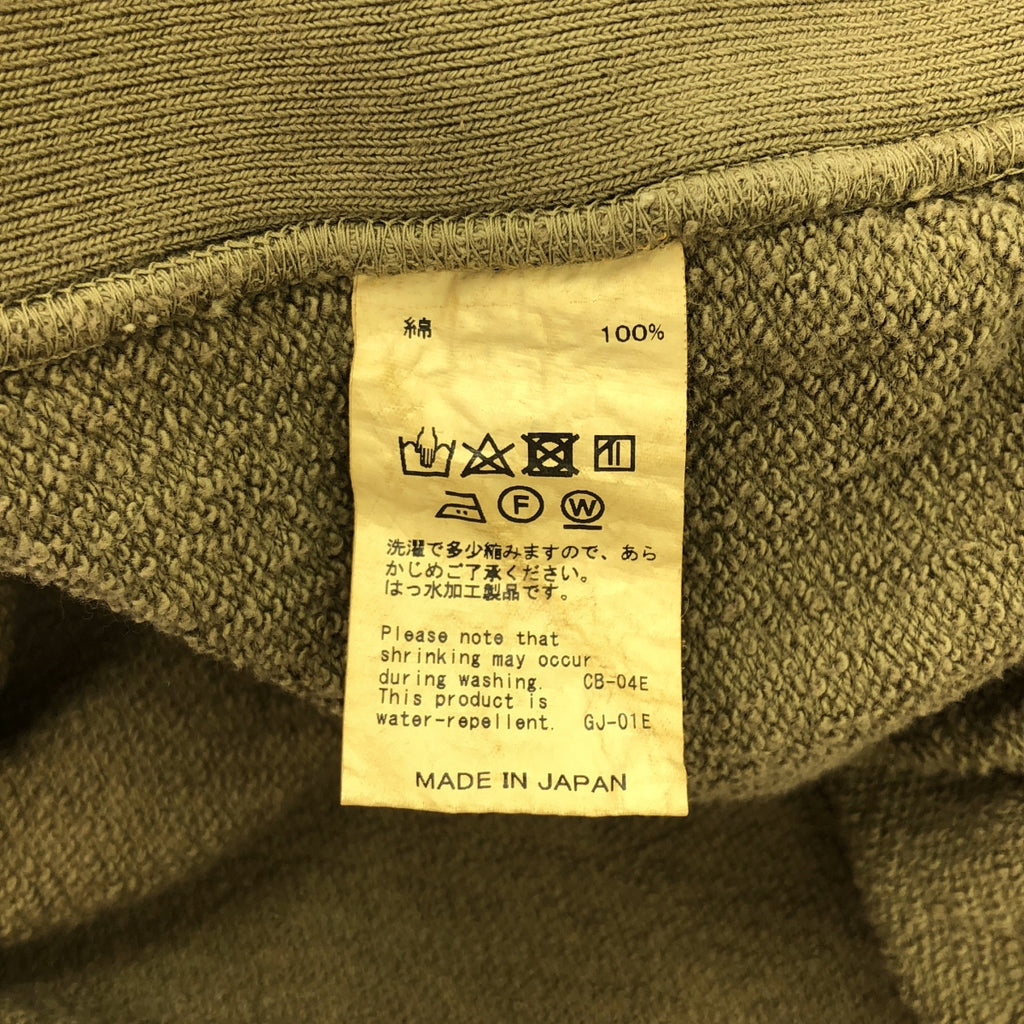 綿 100%
F W
洗濯で多少縮みますので、あら
かじめご了承ください。
はっ水加工製品です。
Please note that
shrinking may occur
during washing. CB-04E
This product is
water-repellent. GJ-01E
MADE IN JAPAN